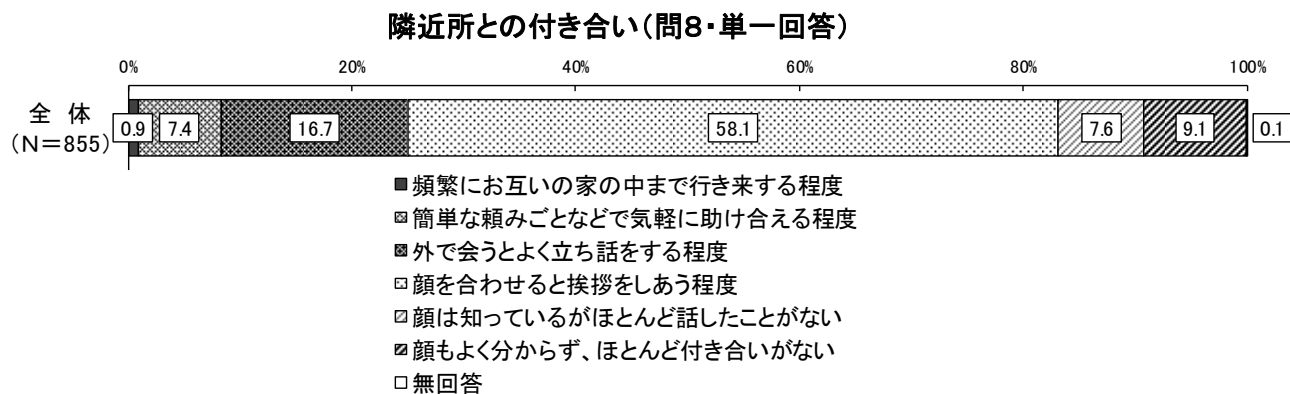 隣近所との付き合い（問８・単一回答）
0% 20% 40% 60% 80% 100%
全 体
（Ｎ＝855）
0.9 7.4 16.7 58.1 7.6 9.1 0.1
頻繁にお互いの家の中まで行き来する程度
簡単な頼みごとなどで気軽に助け合える程度
外で会うとよく立ち話をする程度
顔を合わせると挨拶をしあう程度
顔は知っているがほとんど話したことがない
顔もよく分からず、ほとんど付き合いがない
無回答